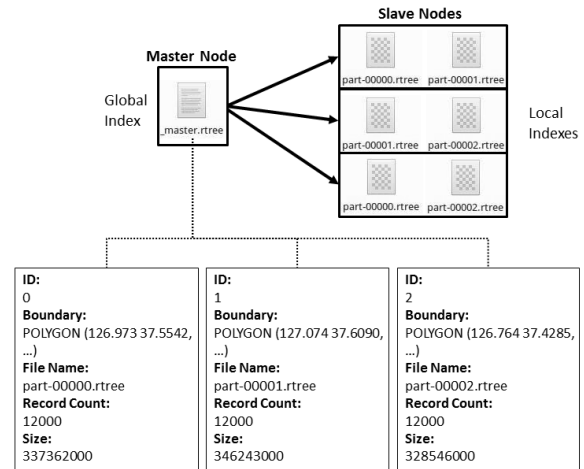 Slave Nodes
Master Node
Global
Index
_master.rtree
part-00000.rtree part-00001.rtree
part-00001.rtree part-00002.rtree
part-00000.rtree part-00002.rtree
Local
Indexes
ID:
0
Boundary:
POLYGON (126.973 37.5542,
...)
File Name:
part-00000.rtree
Record Count:
12000
Size:
337362000
ID:
1
Boundary:
POLYGON (127.074 37.6090,
...)
File Name:
part-00001.rtree
Record Count:
12000
Size:
346243000
ID:
2
Boundary:
POLYGON (126.764 37.4285,
...)
File Name:
part-00002.rtree
Record Count:
12000
Size:
328546000